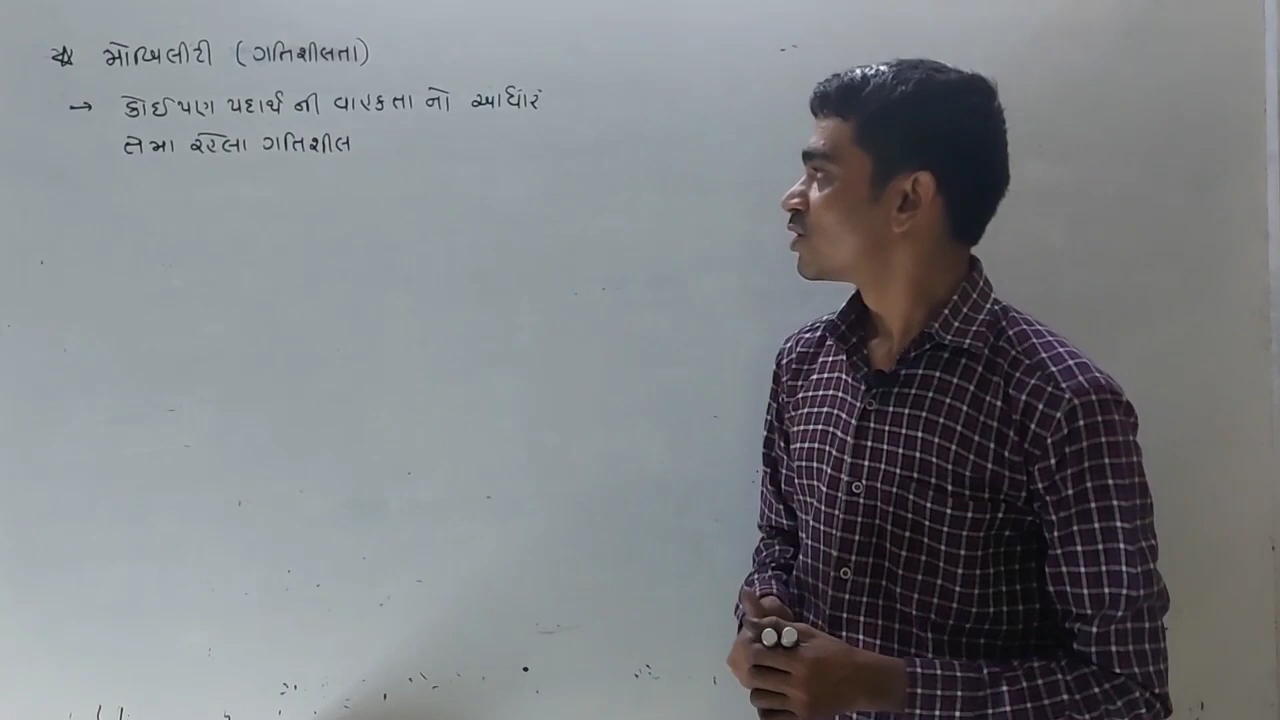 * મોબિલીટી (ગતિશીલતા)
→ કોઈપણ પદાર્થ ની વાહકતા નો આધાર
તેમા રહેલા ગતિશીલ